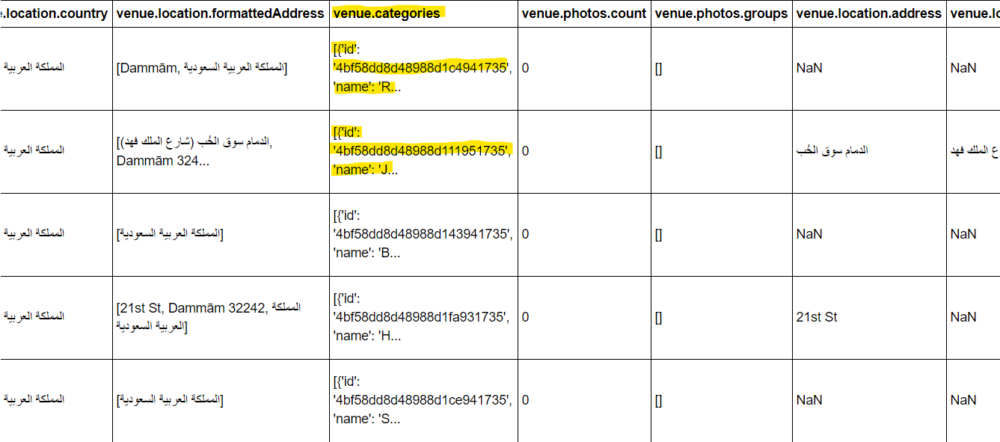 .location.country venue.location.formattedAddress venue.categories venue.photos.count venue.photos.groups venue.location.address venue.lo
[{'id':
المملكة العربية [Dammām, المملكة العربية السعودية] '4bf58dd8d48988d1c4941735', 0 [] NaN NaN
'name': 'R...
[{'id':
[الدمام سوق الحُب (شارع الملك فهد),
المملكة العربية '4bf58dd8d48988d111951735', 0 [] الدمام سوق الحُب ع الملك فهد
Dammām 324...
'name': 'J...
[{'id':
المملكة العربية [المملكة العربية السعودية] '4bf58dd8d48988d143941735', 0 [] NaN NaN
'name': 'B...
[{'id':
[21st St, Dammām 32242, المملكة
المملكة العربية '4bf58dd8d48988d1fa931735', 0 [] 21st St NaN
العربية السعودية]
'name': 'H...
[{'id':
المملكة العربية [المملكة العربية السعودية] '4bf58dd8d48988d1ce941735', 0 [] NaN NaN
'name': 'S...